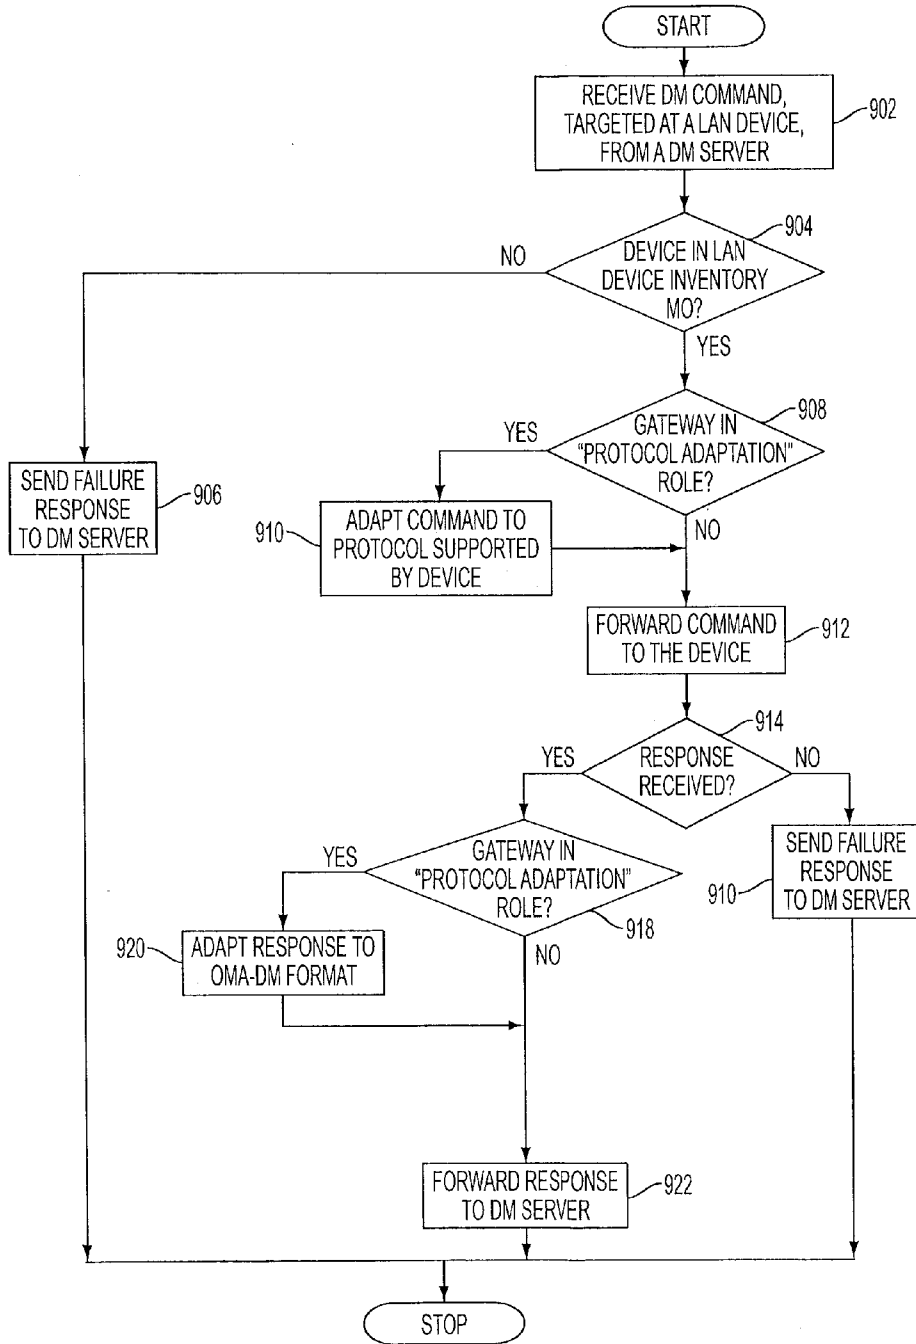 START
RECEIVE DM COMMAND,
TARGETED AT A LAN DEVICE,
FROM A DM SERVER
902
904
DEVICE IN LAN
DEVICE INVENTORY
MO?
NO
YES
908
GATEWAY IN
"PROTOCOL ADAPTATION"
ROLE?
YES
NO
SEND FAILURE
RESPONSE
TO DM SERVER
906
910
ADAPT COMMAND TO
PROTOCOL SUPPORTED
BY DEVICE
FORWARD COMMAND
TO THE DEVICE
912
914
RESPONSE
RECEIVED?
YES
NO
GATEWAY IN
"PROTOCOL ADAPTATION"
ROLE?
918
YES
NO
SEND FAILURE
RESPONSE
TO DM SERVER
910
920
ADAPT RESPONSE TO
OMA-DM FORMAT
FORWARD RESPONSE
TO DM SERVER
922
STOP